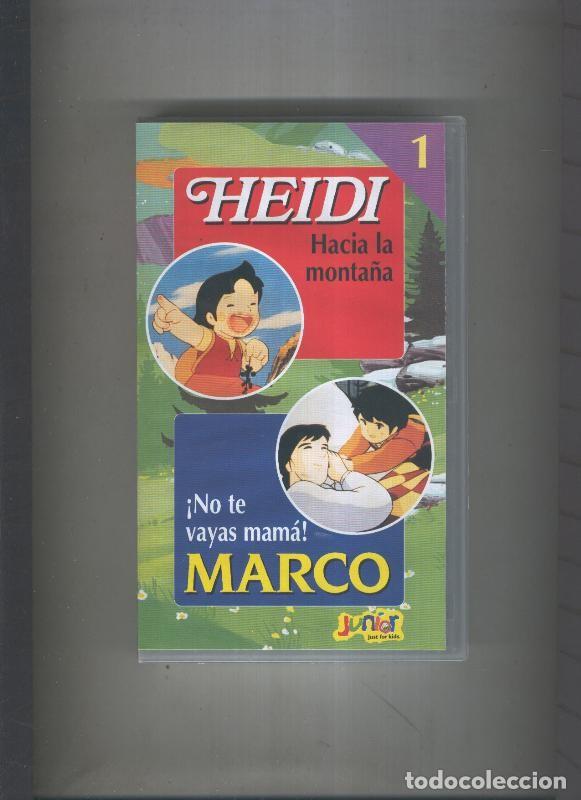 1
HEIDI
Hacia la
montaña
¡No te
vayas mamá!
MARCO
junior
just for kids
todocoleccion